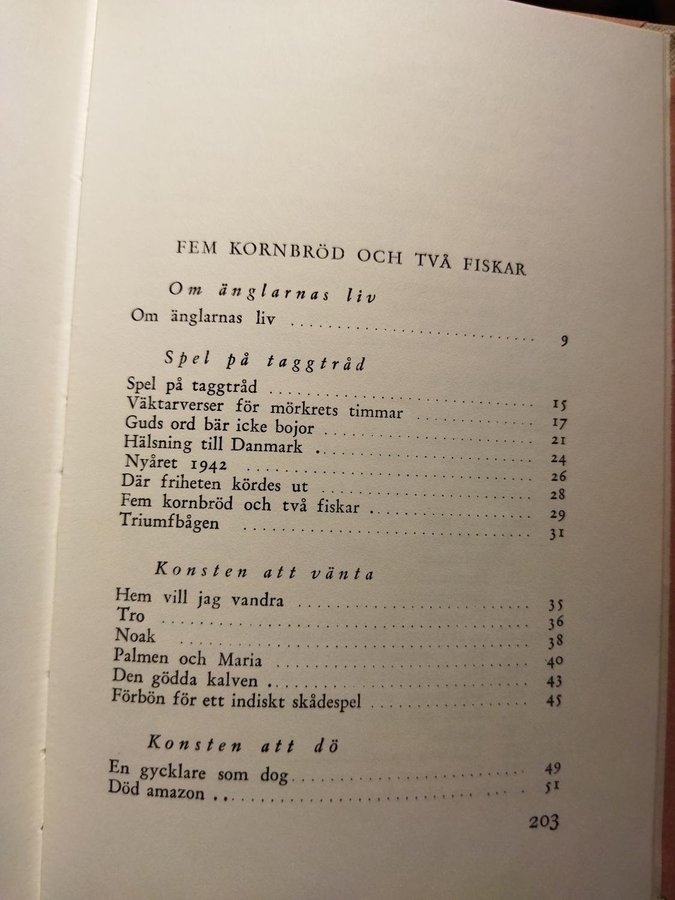 FEM KORNBRÖD OCH TVÅ FISKAR
Om änglarnas liv
Om änglarnas liv ........................ 9
Spel på taggtråd
Spel på taggtråd ........................ 15
Väktarverser för mörkrets timmar ........... 17
Guds ord bär icke bojor ................... 21
Hälsning till Danmark . ................... 24
Nyåret 1942 ........................ 26
Där friheten kördes ut ................... 28
Fem kornbröd och två fiskar . ............... 29
Triumfbågen ........................ 31
Konsten att vänta
Hem vill jag vandra ..................... 35
Tro ............................... 36
Noak ............................. 38
Palmen och Maria ..................... 40
Den gödda kalven ....................... 43
Förbön för ett indiskt skådespel ............. 45
Konsten att dö
En gycklare som dog ..................... 49
Död amazon .......................... 51
203